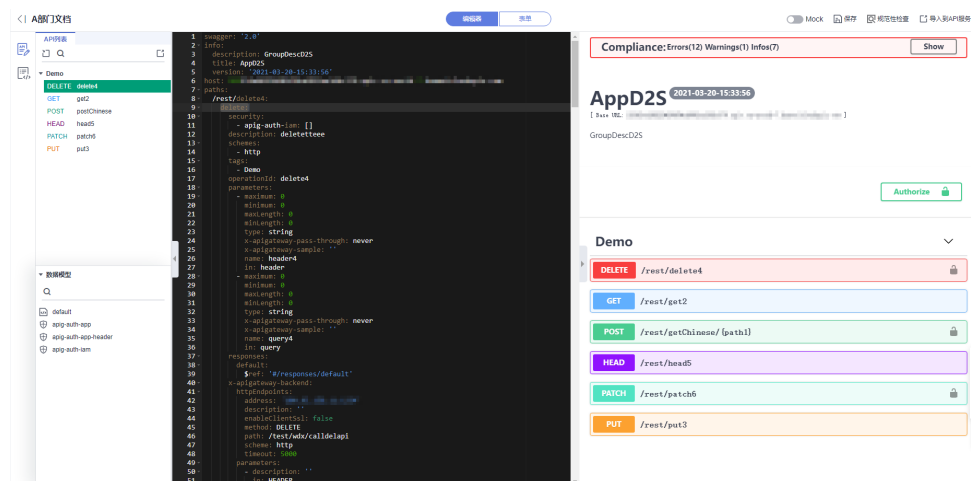 A部门文档
编辑器
表单
Mock
保存
规范性检查
导入到API服务
API列表
Demo
DELETE delete4
GET get2
POST postChinese
HEAD head5
PATCH patch6
PUT put3
数据模型
default
apig-auth-app
apig-auth-app-header
apig-auth-iam
1 swagger: '2.0'
2 info:
3 description: GroupDescD2S
4 title: AppD2S
5 version: '2021-03-20-15:33:56'
6 host:
7 paths:
8 /rest/delete4:
9 delete:
10 security:
11 - apig-auth-iam: []
12 description: deletetteee
13 schemes:
14 - http
15 tags:
16 - Demo
17 operationId: delete4
18 parameters:
19 - maximum: 0
20 minimum: 0
21 maxLength: 0
22 minLength: 0
23 type: string
24 x-apigateway-pass-through: never
25 x-apigateway-sample: ''
26 name: header4
27 in: header
28 - maximum: 0
29 minimum: 0
30 maxLength: 0
31 minLength: 0
32 type: string
33 x-apigateway-pass-through: never
34 x-apigateway-sample: ''
35 name: query4
36 in: query
37 responses:
38 default:
39 $ref: '#/responses/default'
40 x-apigateway-backend:
41 httpEndpoints:
42 address:
43 description: ''
44 enableClientSsl: false
45 method: DELETE
46 path: /test/wdx/calldelapi
47 scheme: http
48 timeout: 5000
49 parameters:
50 - description: ''
51 in: HEADER
Compliance: Errors(12) Warnings(1) Infos(7)
Show
AppD2S 2021-03-20-15:33:56
[ Base URL: ]
GroupDescD2S
Authorize
Demo
DELETE /rest/delete4
GET /rest/get2
POST /rest/getChinese/{path1}
HEAD /rest/head5
PATCH /rest/patch6
PUT /rest/put3